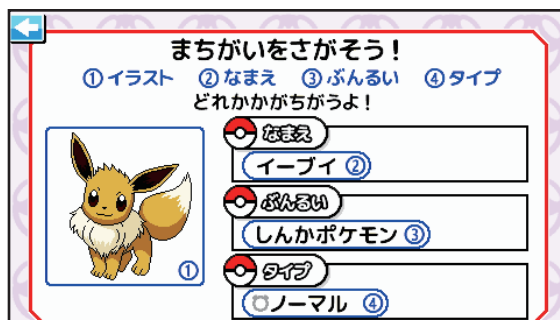 まちがいをさがそう！
①イラスト ②なまえ ③ぶんるい ④タイプ
どれかがちがうよ！
なまえ
イーブイ ②
ぶんるい
しんかポケモン ③
①
タイプ
ノーマル ④